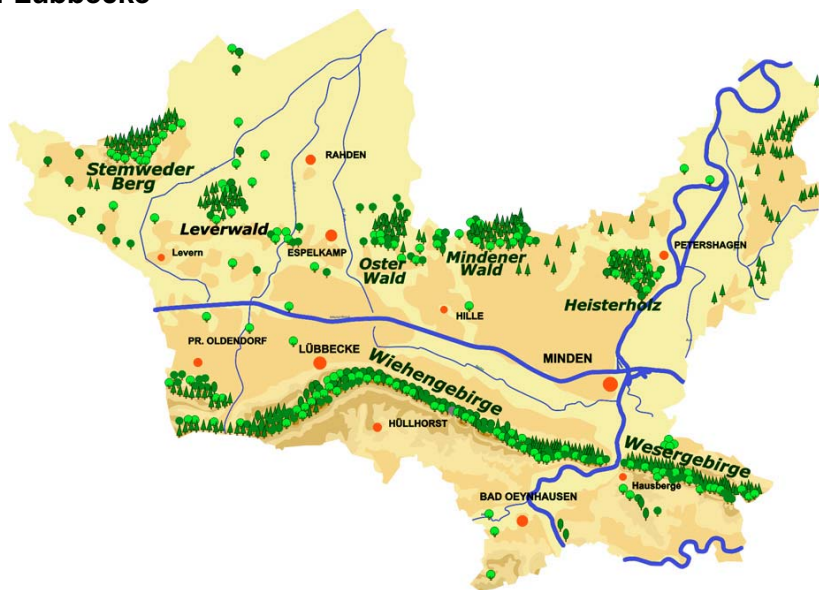 Lübbecke
RAHDEN
Stemweder
Berg
Leverwald
Levern
ESPELKAMP
Oster
Wald
Mindener
Wald
PETERSHAGEN
Heisterholz
HILLE
PR. OLDENDORF
LÜBBECKE
MINDEN
Wiehengebirge
HÜLLHORST
Wesergebirge
Hausberge
BAD OEYNHAUSEN